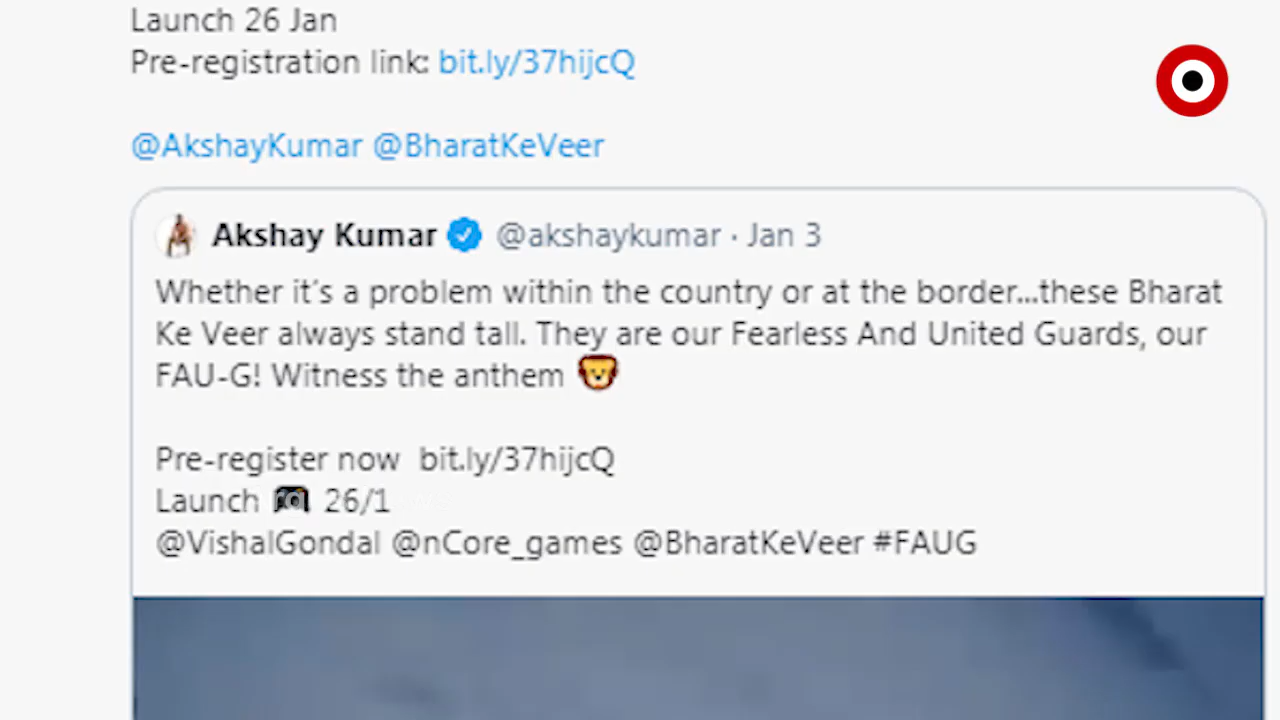 Launch 26 Jan
Pre-registration link: bit.ly/37hijcQ
@AkshayKumar @BharatKeVeer
Akshay Kumar @akshaykumar · Jan 3
Whether it's a problem within the country or at the border...these Bharat
Ke Veer always stand tall. They are our Fearless And United Guards, our
FAU-G! Witness the anthem 🦁
Pre-register now bit.ly/37hijcQ
Launch 🎮 26/1
@VishalGondal @nCore_games @BharatKeVeer #FAUG